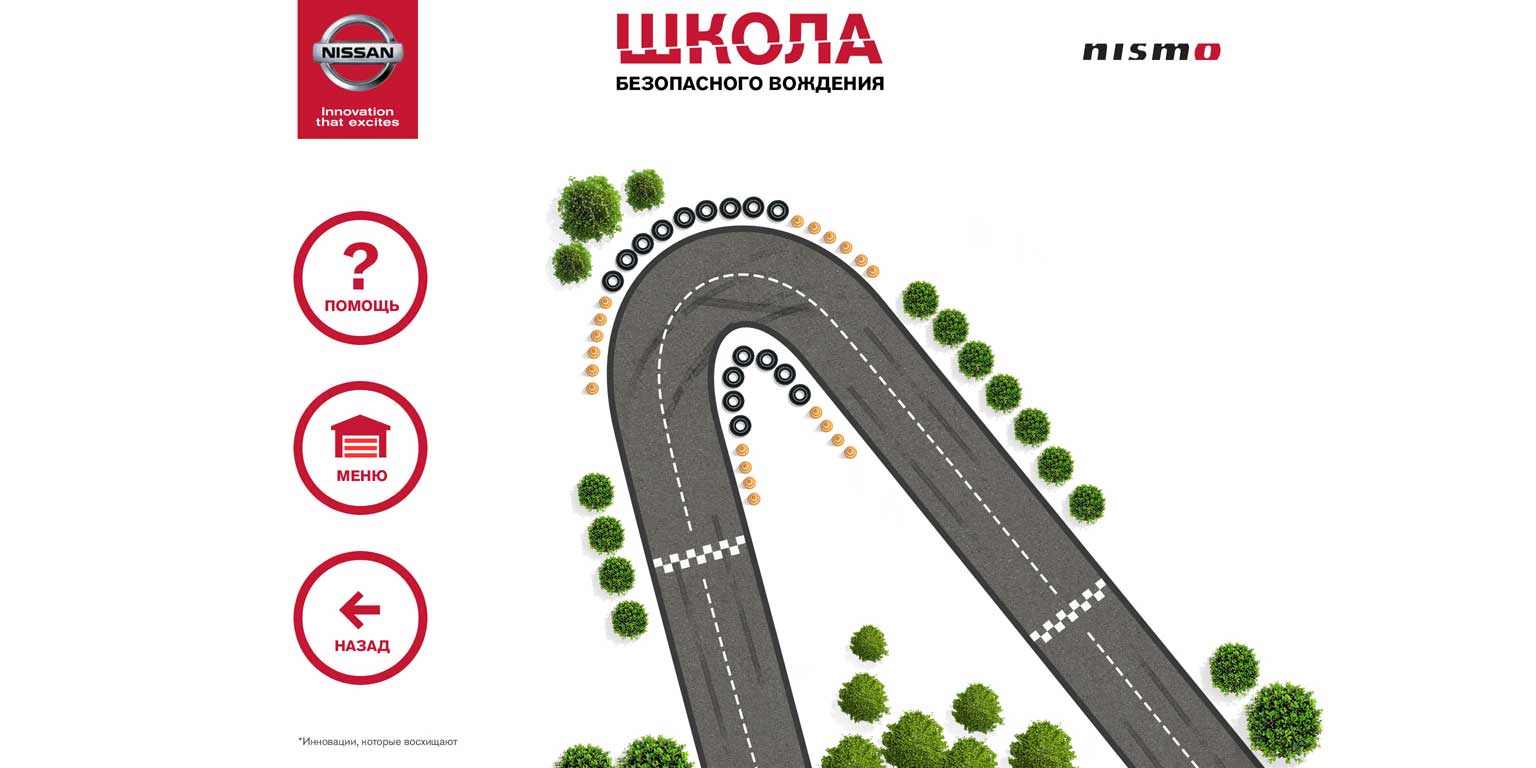 NISSAN
Innovation
that excites
ШКОЛА
БЕЗОПАСНОГО ВОЖДЕНИЯ
nismo
?
ПОМОЩЬ
МЕНЮ
НАЗАД
*Инновации, которые восхищают